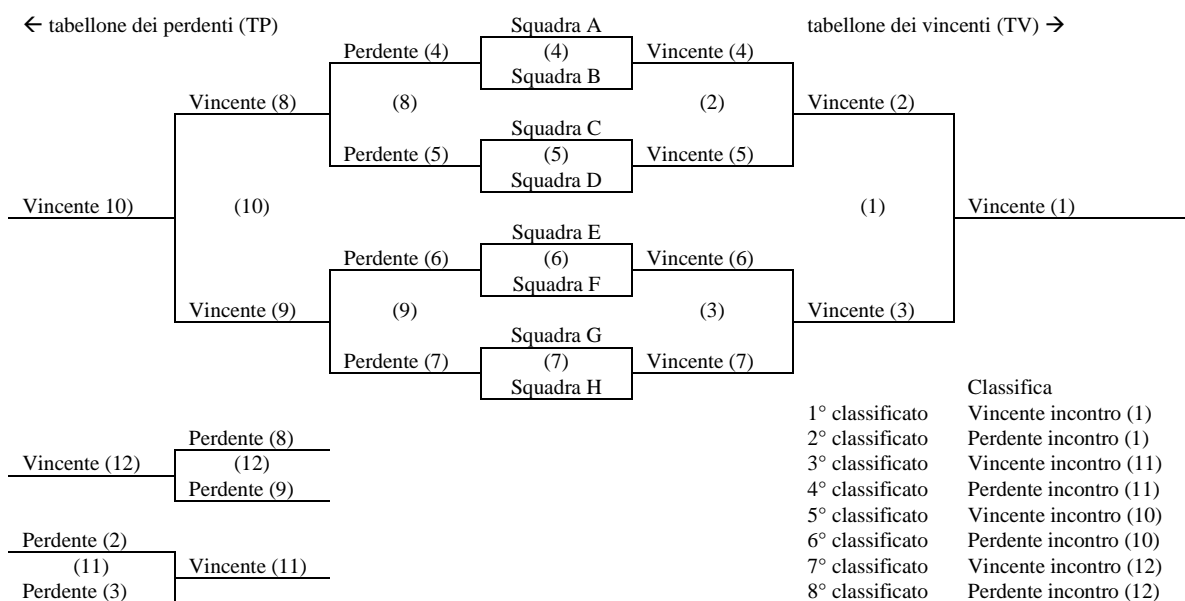 ← tabellone dei perdenti (TP) Squadra A tabellone dei vincenti (TV) →
Perdente (4) (4) Vincente (4)
Squadra B
Vincente (8) (8) (2) Vincente (2)
Squadra C
Perdente (5) (5) Vincente (5)
Squadra D
Vincente 10) (10) (1) Vincente (1)
Squadra E
Perdente (6) (6) Vincente (6)
Squadra F
Vincente (9) (9) (3) Vincente (3)
Squadra G
Perdente (7) (7) Vincente (7)
Squadra H
Classifica
1° classificato Vincente incontro (1)
Perdente (8) 2° classificato Perdente incontro (1)
Vincente (12) (12) 3° classificato Vincente incontro (11)
Perdente (9) 4° classificato Perdente incontro (11)
5° classificato Vincente incontro (10)
Perdente (2) 6° classificato Perdente incontro (10)
(11) Vincente (11) 7° classificato Vincente incontro (12)
Perdente (3) 8° classificato Perdente incontro (12)